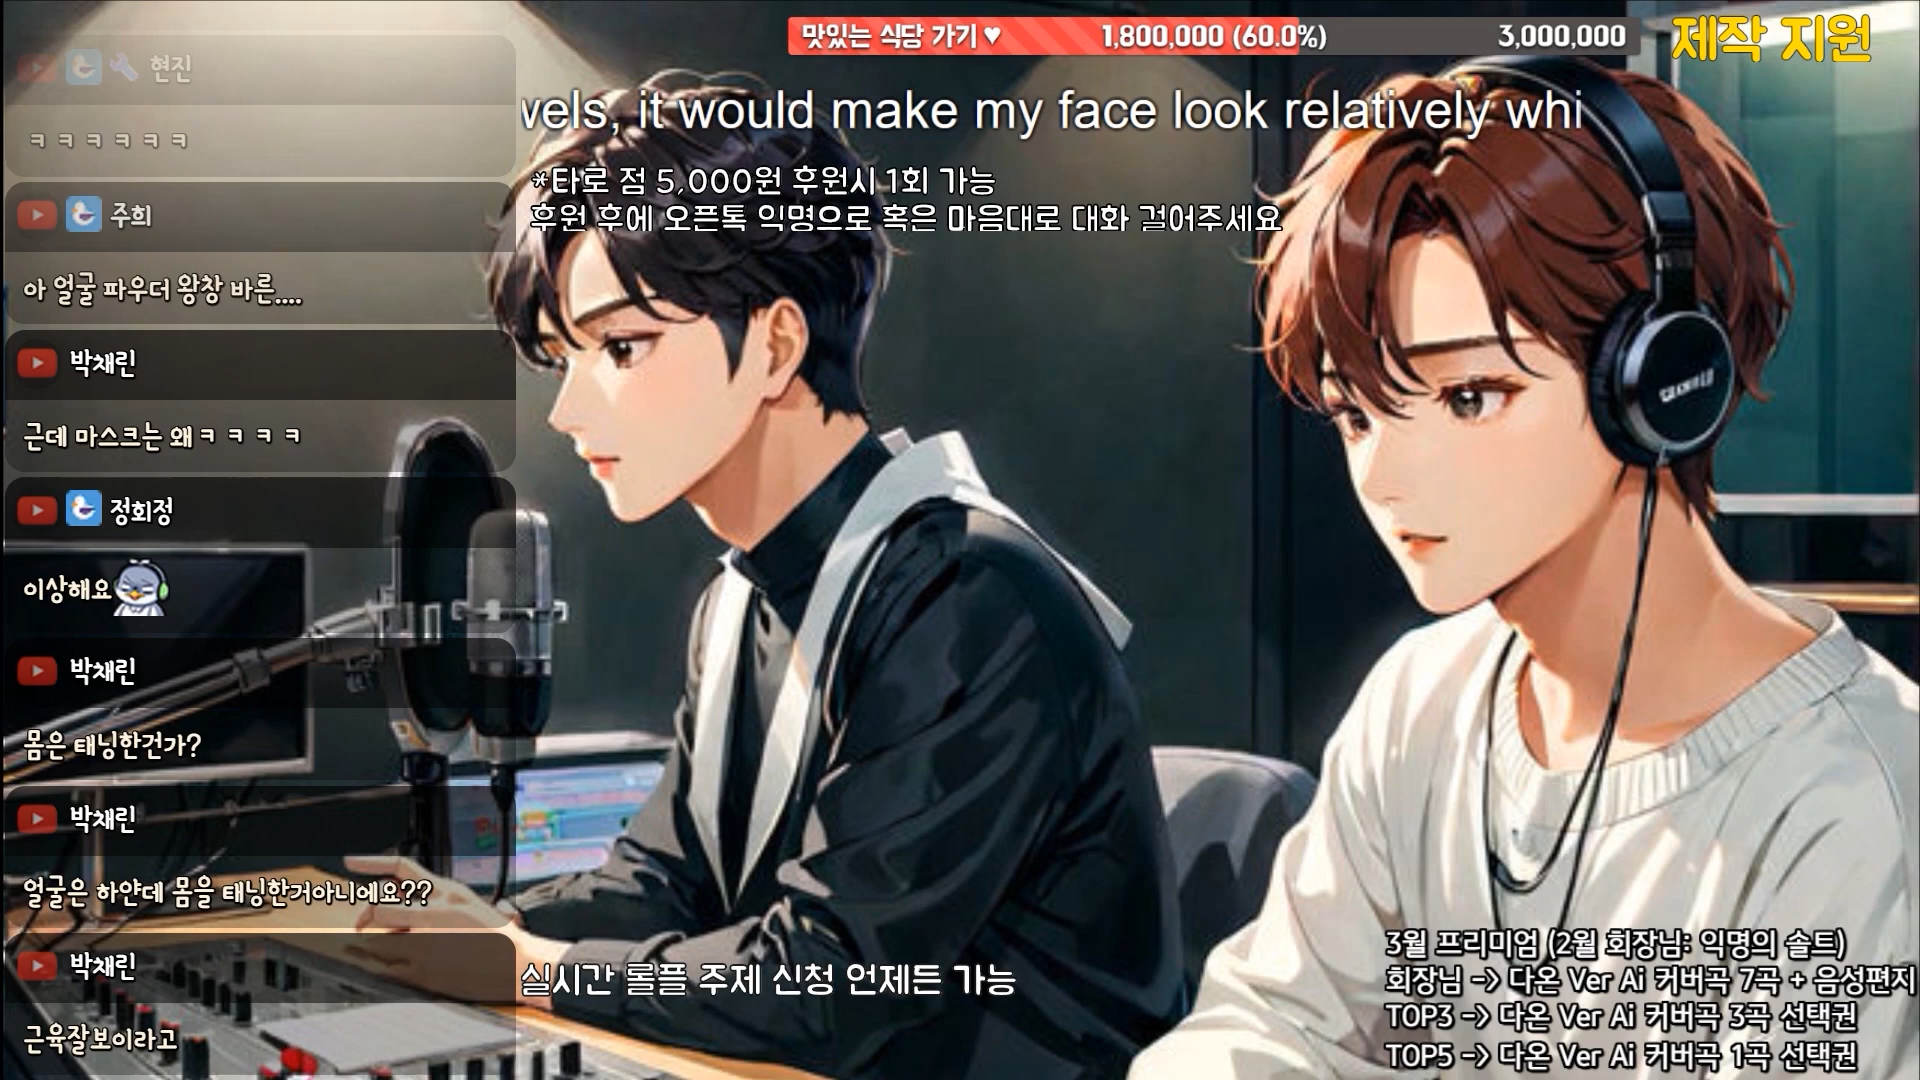 맛있는 식당 가기 ♥ 1,800,000 (60.0%) 3,000,000
제작 지원
vels, it would make my face look relatively whi
*타로 점 5,000원 후원시 1회 가능
후원 후에 오픈톡 익명으로 혹은 마음대로 대화 걸어주세요
현진
ㅋㅋㅋㅋㅋㅋ
주희
아 얼굴 파우더 왕창 바른....
박채린
근데 마스크는 왜ㅋㅋㅋㅋ
정회정
이상해요
박채린
몸은 태닝한건가?
박채린
얼굴은 하얀데 몸을 태닝한거아니에요??
박채린
근육잘보이라고
실시간 롤플 주제 신청 언제든 가능
3월 프리미엄 (2월 회장님: 익명의 솔트)
회장님 -> 다온 Ver Ai 커버곡 7곡 + 음성편지
TOP3 -> 다온 Ver Ai 커버곡 3곡 선택권
TOP5 -> 다온 Ver Ai 커버곡 1곡 선택권